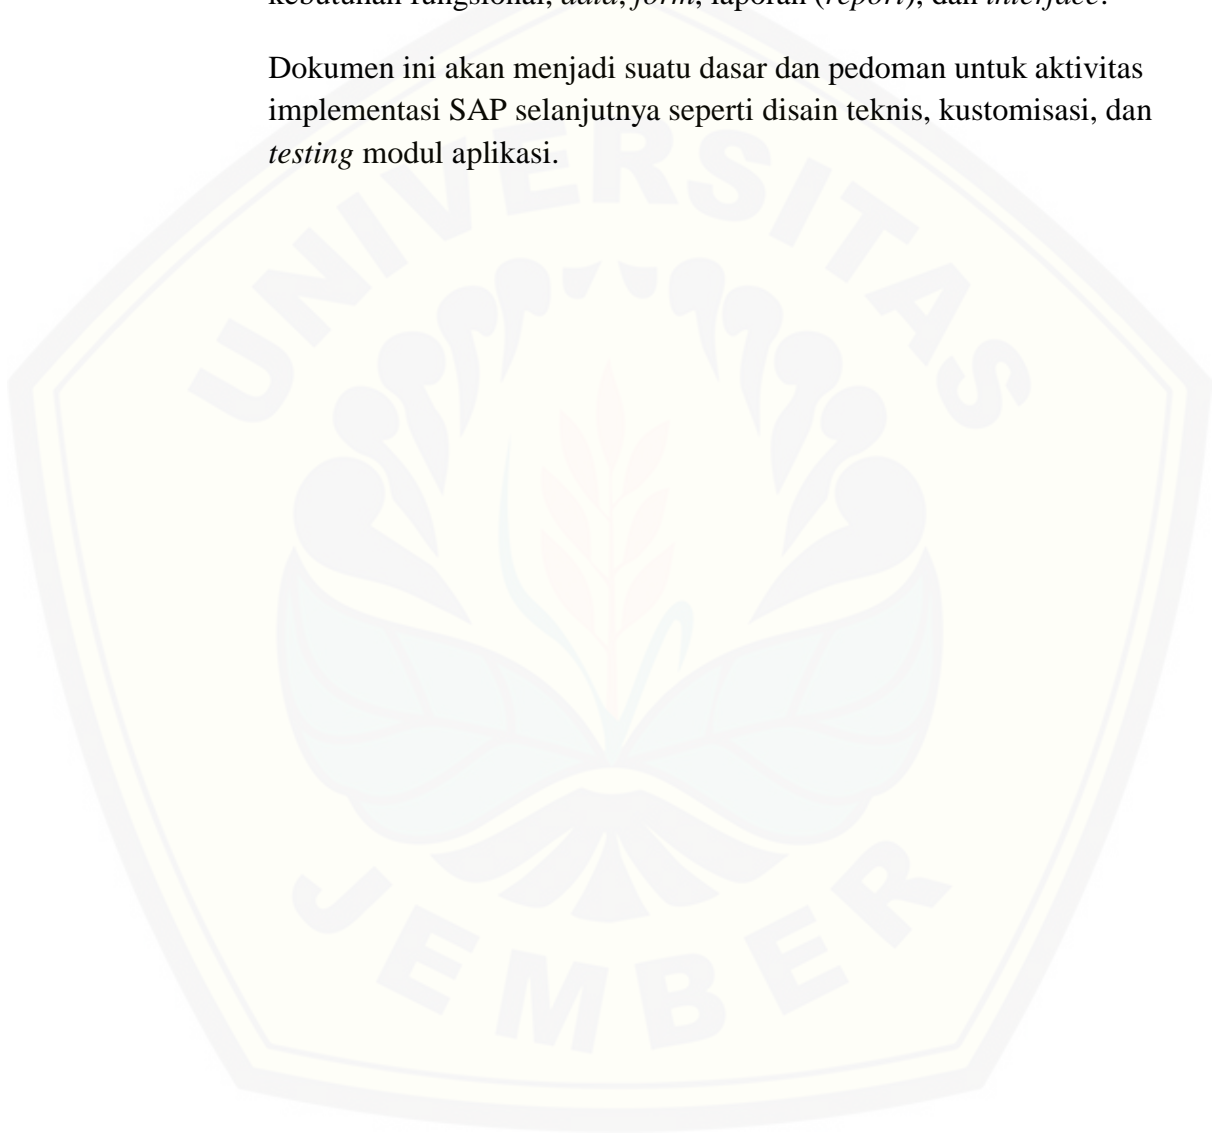 kebutuhan fungsional, data, form, laporan (report), dan interface.
Dokumen ini akan menjadi suatu dasar dan pedoman untuk aktivitas
implementasi SAP selanjutnya seperti disain teknis, kustomisasi, dan
testing modul aplikasi.
UNIVERSITAS
JEMBER